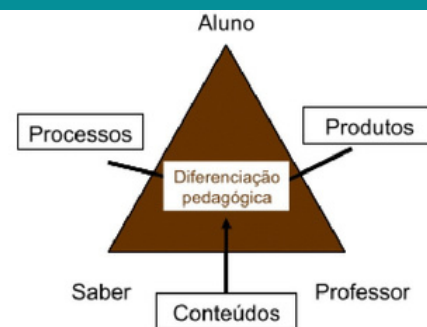 Aluno
Processos
Produtos
Diferenciação
pedagógica
Saber
Professor
Conteúdos